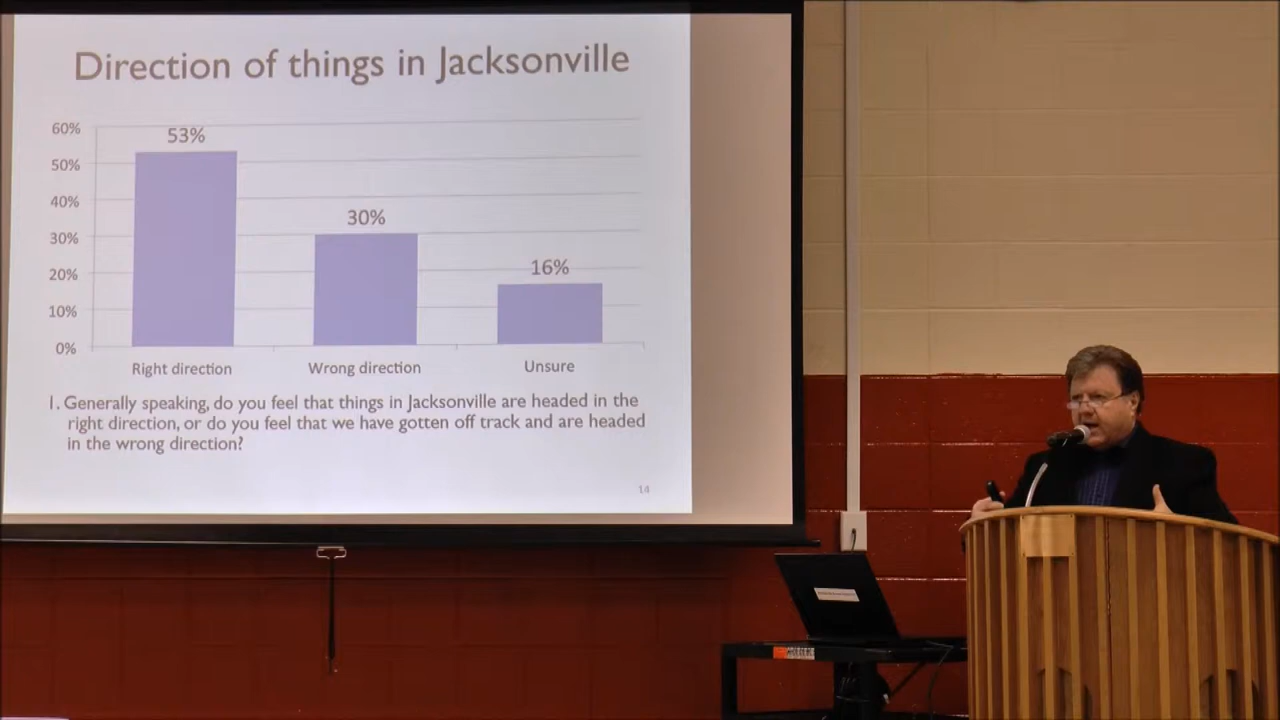 Direction of things in Jacksonville
60%
50%
40%
30%
20%
10%
0%
53%
30%
16%
Right direction
Wrong direction
Unsure
1. Generally speaking, do you feel that things in Jacksonville are headed in the
right direction, or do you feel that we have gotten off track and are headed
in the wrong direction?
14